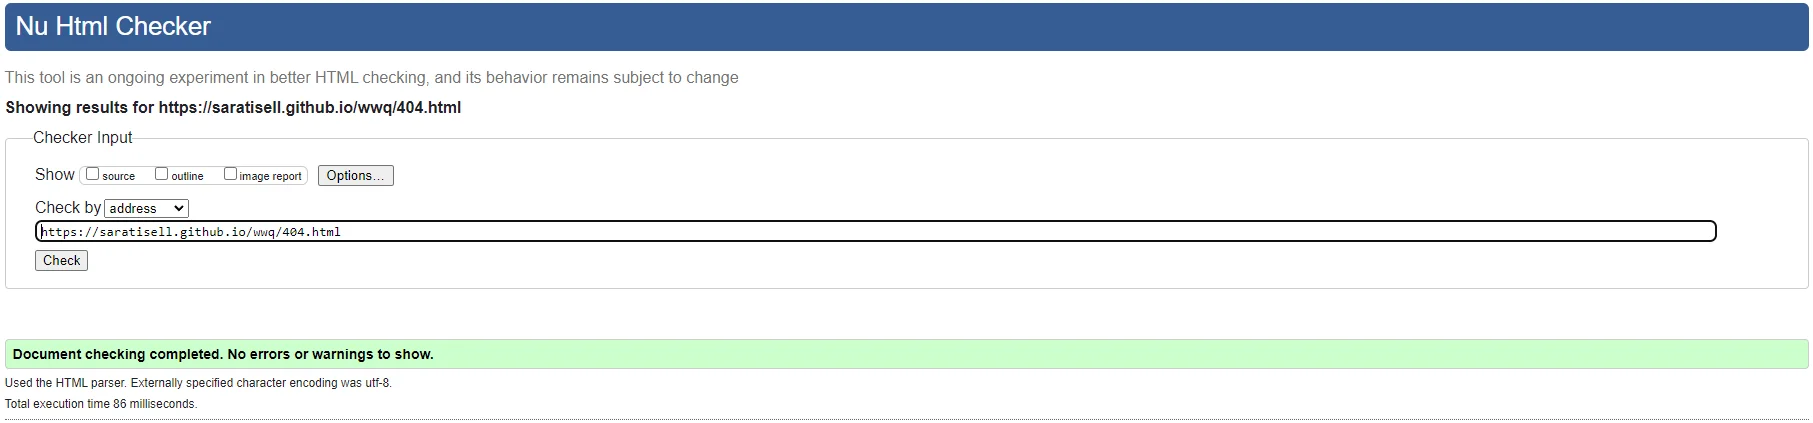 Nu Html Checker
This tool is an ongoing experiment in better HTML checking, and its behavior remains subject to change
Showing results for https://saratisell.github.io/wwq/404.html
Checker Input
Show source outline image report Options...
Check by address
https://saratisell.github.io/wwq/404.html
Check
Document checking completed. No errors or warnings to show.
Used the HTML parser. Externally specified character encoding was utf-8.
Total execution time 86 milliseconds.